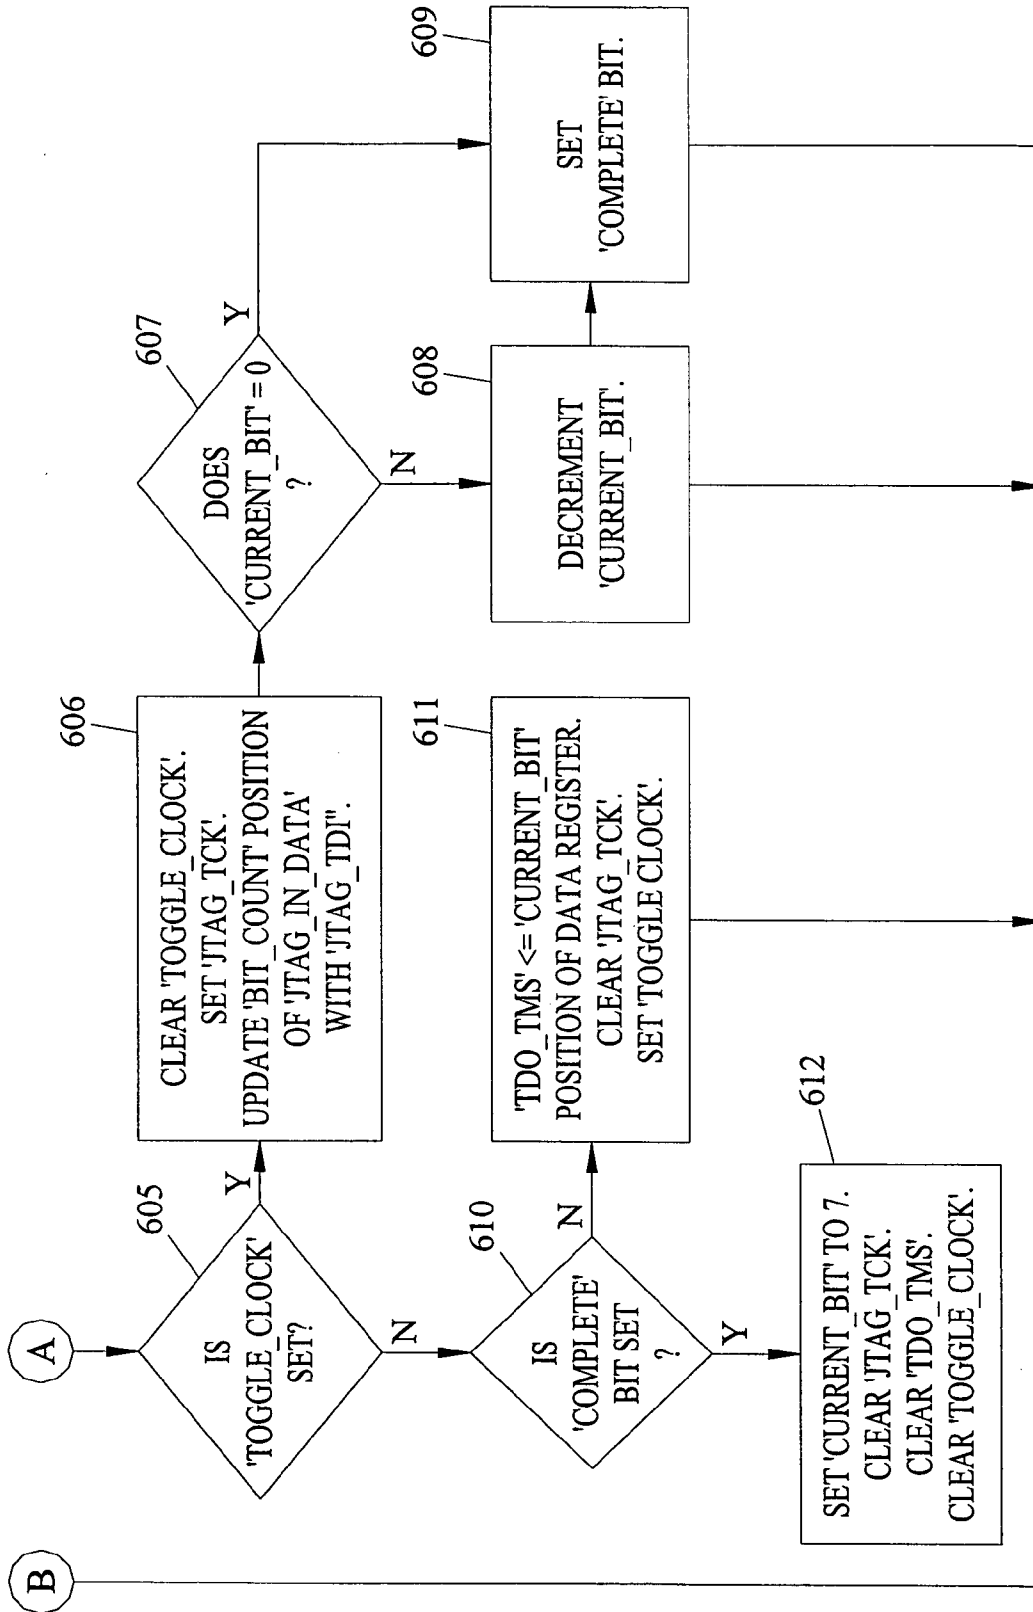 B
A
605
IS
'TOGGLE_CLOCK'
SET?
Y
N
606
CLEAR 'TOGGLE_CLOCK'.
SET 'JTAG_TCK'.
UPDATE 'BIT_COUNT' POSITION
OF 'JTAG_IN_DATA'
WITH 'JTAG_TDI".
607
DOES
'CURRENT_BIT' = 0
?
Y
N
608
DECREMENT
'CURRENT_BIT'.
609
SET
'COMPLETE' BIT.
610
IS
'COMPLETE'
BIT SET
?
N
Y
611
'TDO_TMS' <= 'CURRENT_BIT'
POSITION OF DATA REGISTER.
CLEAR 'JTAG_TCK'.
SET 'TOGGLE CLOCK'.
612
SET 'CURRENT_BIT' TO 7.
CLEAR 'JTAG_TCK'.
CLEAR 'TDO_TMS'.
CLEAR 'TOGGLE_CLOCK'.